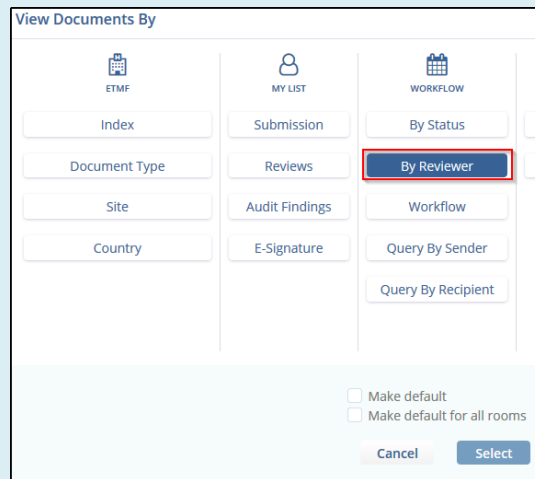 View Documents By
ETMF
MY LIST
WORKFLOW
Index
Submission
By Status
Document Type
Reviews
By Reviewer
Site
Audit Findings
Workflow
Country
E-Signature
Query By Sender
Query By Recipient
Make default
Make default for all rooms
Cancel
Select